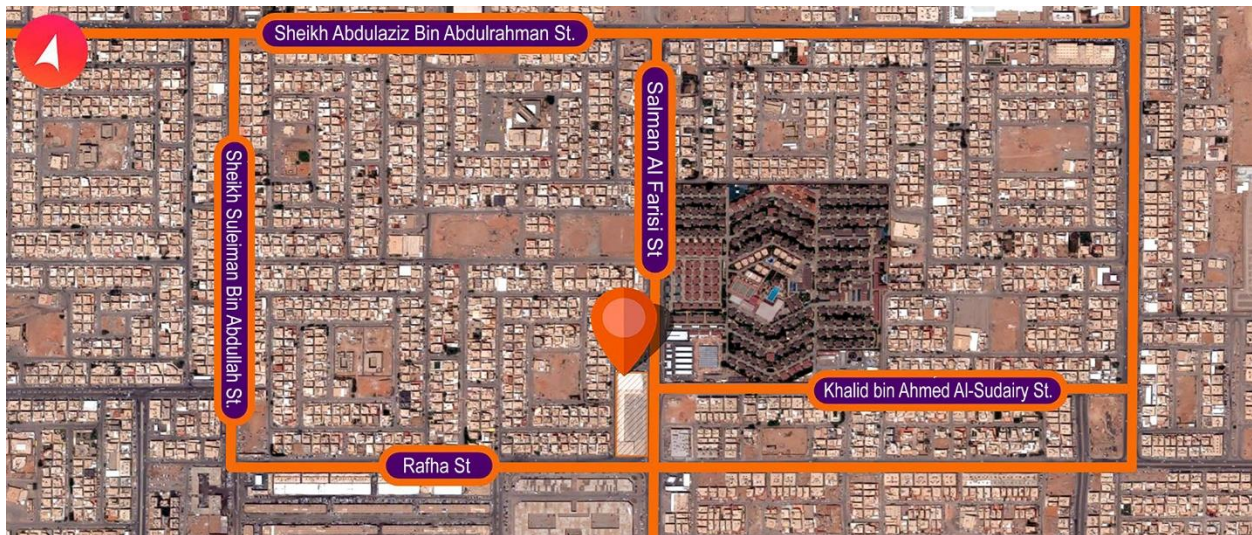 Sheikh Abdulaziz Bin Abdulrahman St.
Salman Al Farisi St
Sheikh Suleiman Bin Abdullah St.
Khalid bin Ahmed Al-Sudairy St.
Rafha St